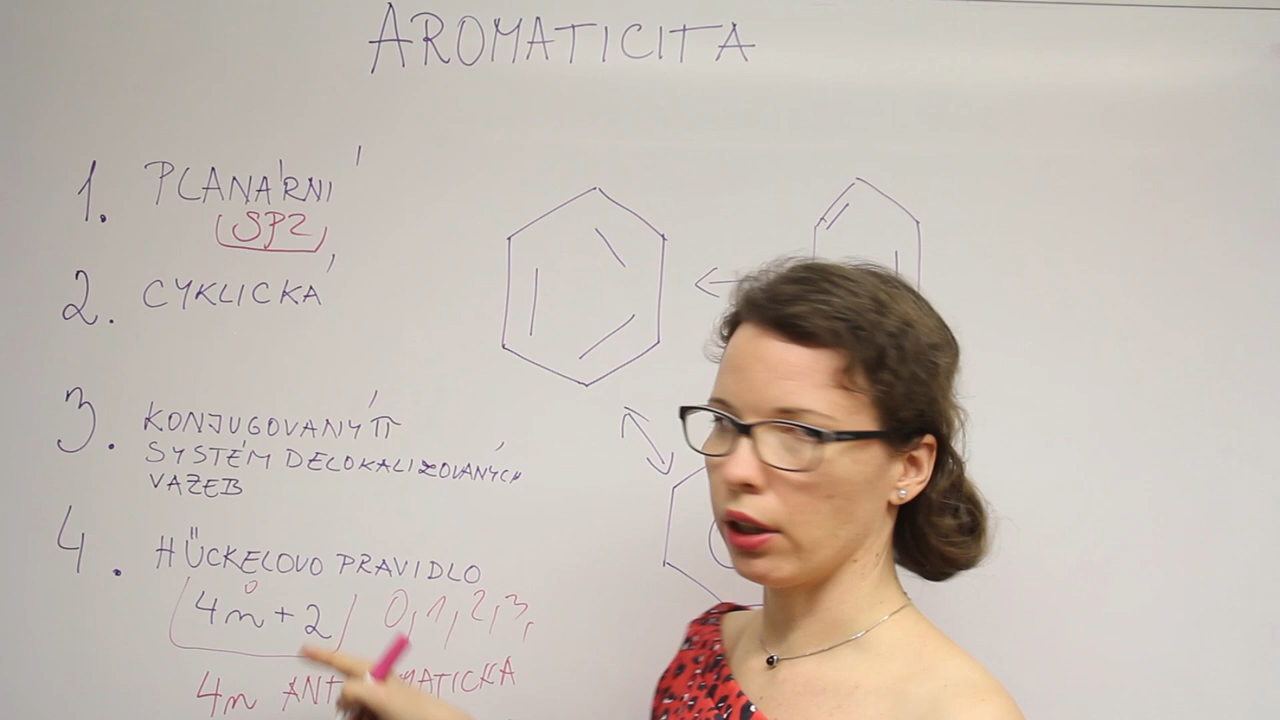 AROMATICITA
1. PLANÁRNÍ
(SP2)
2. CYKLICKÁ
3. KONJUGOVANÝ π
SYSTÉM DELOKALIZOVANÝCH
VAZEB
4. HÜCKELOVO PRAVIDLO
0
(4n+2) 0,1,2,3,
4n